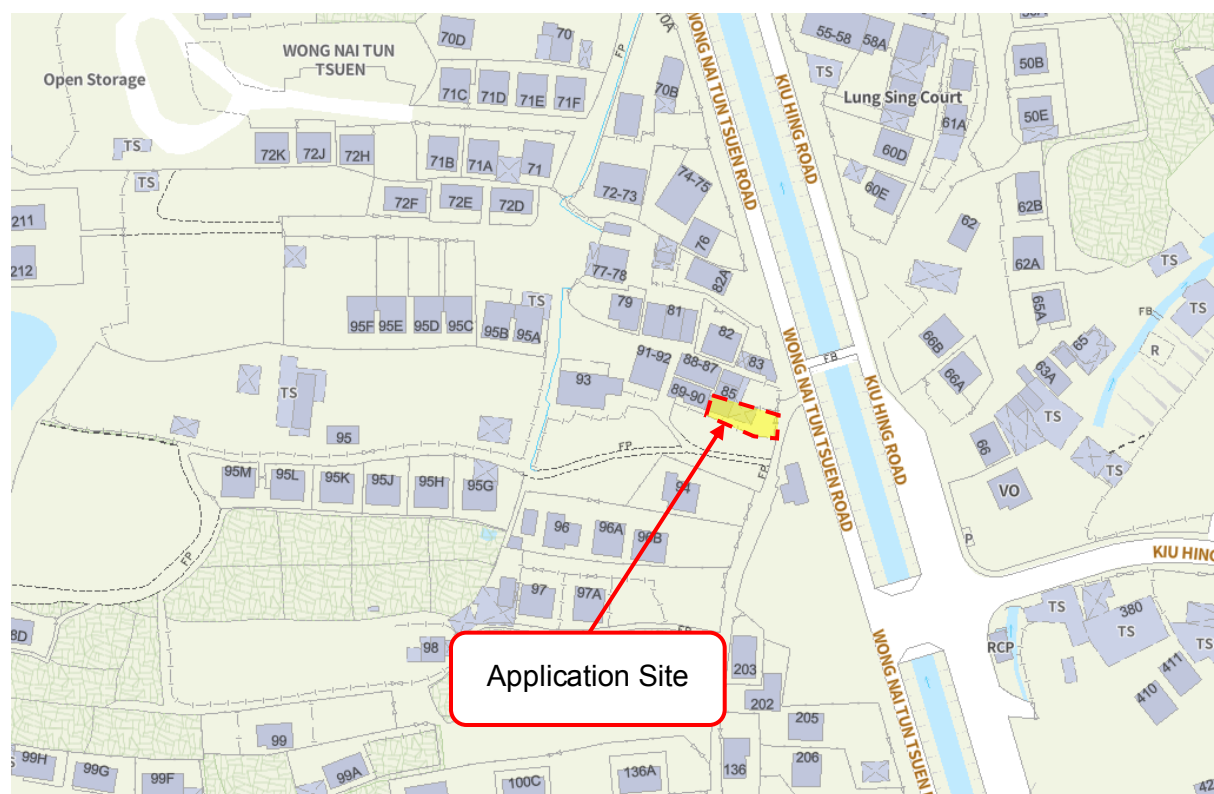 70D
70
70A
FP
WONG NAI TUN
TSUEN
Open Storage
71C
71D
71E
71F
70B
WONG NAI TUN TSUEN ROAD
KIU HING ROAD
55-58
58A
TS
Lung Sing Court
61A
50B
50E
60D
60E
TS
TS
72K
72J
72H
71B
71A
71
72F
72E
72D
72-73
74-75
76
62
62B
62A
211
212
77-78
82A
TS
TS
65A
FB
R
79
81
82
83
95F
95E
95D
95C
95B
95A
TS
91-92
88-87
85
89-90
93
WONG NAI TUN TSUEN ROAD
FB
KIU HING ROAD
66B
66A
65
63A
TS
TS
66
VO
TS
95
FP
FB
95M
95L
95K
95J
95H
95G
94
96
96A
96B
FP
P
KIU HING
97
97A
98
Application Site
203
202
205
206
136
WONG NAI TUN TSUEN
RCP
TS
380
TS
TS
411
410
8D
99
99H
99G
99F
99A
100C
136A
42